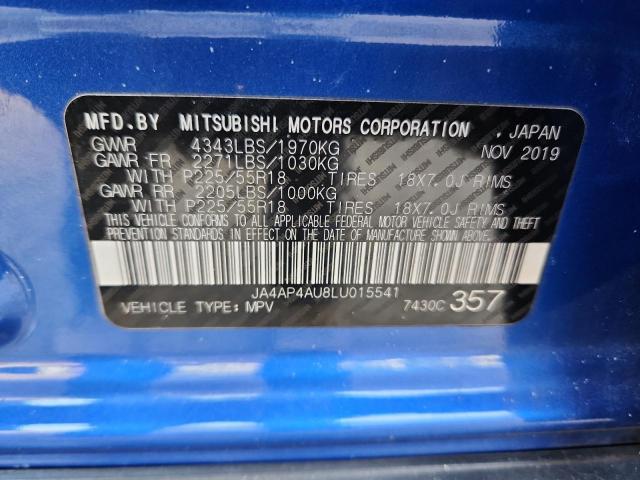 MFD.BY MITSUBISHI MOTORS CORPORATION , JAPAN
GVWR 4343LBS/1970KG NOV 2019
GAWR FR 2271LBS/1030KG
WITH P225/55R18 TIRES 18X7.0J RIMS
GAWR RR 2205LBS/1000KG
WITH P225/55R18 TIRES 18X7.0J RIMS
THIS VEHICLE CONFORMS TO ALL APPLICABLE FEDERAL MOTOR VEHICLE SAFETY AND THEFT
PREVENTION STANDARDS IN EFFECT ON THE DATE OF MANUFACTURE SHOWN ABOVE.
JA4AP4AU8LU015541
VEHICLE TYPE: MPV 7430C 357